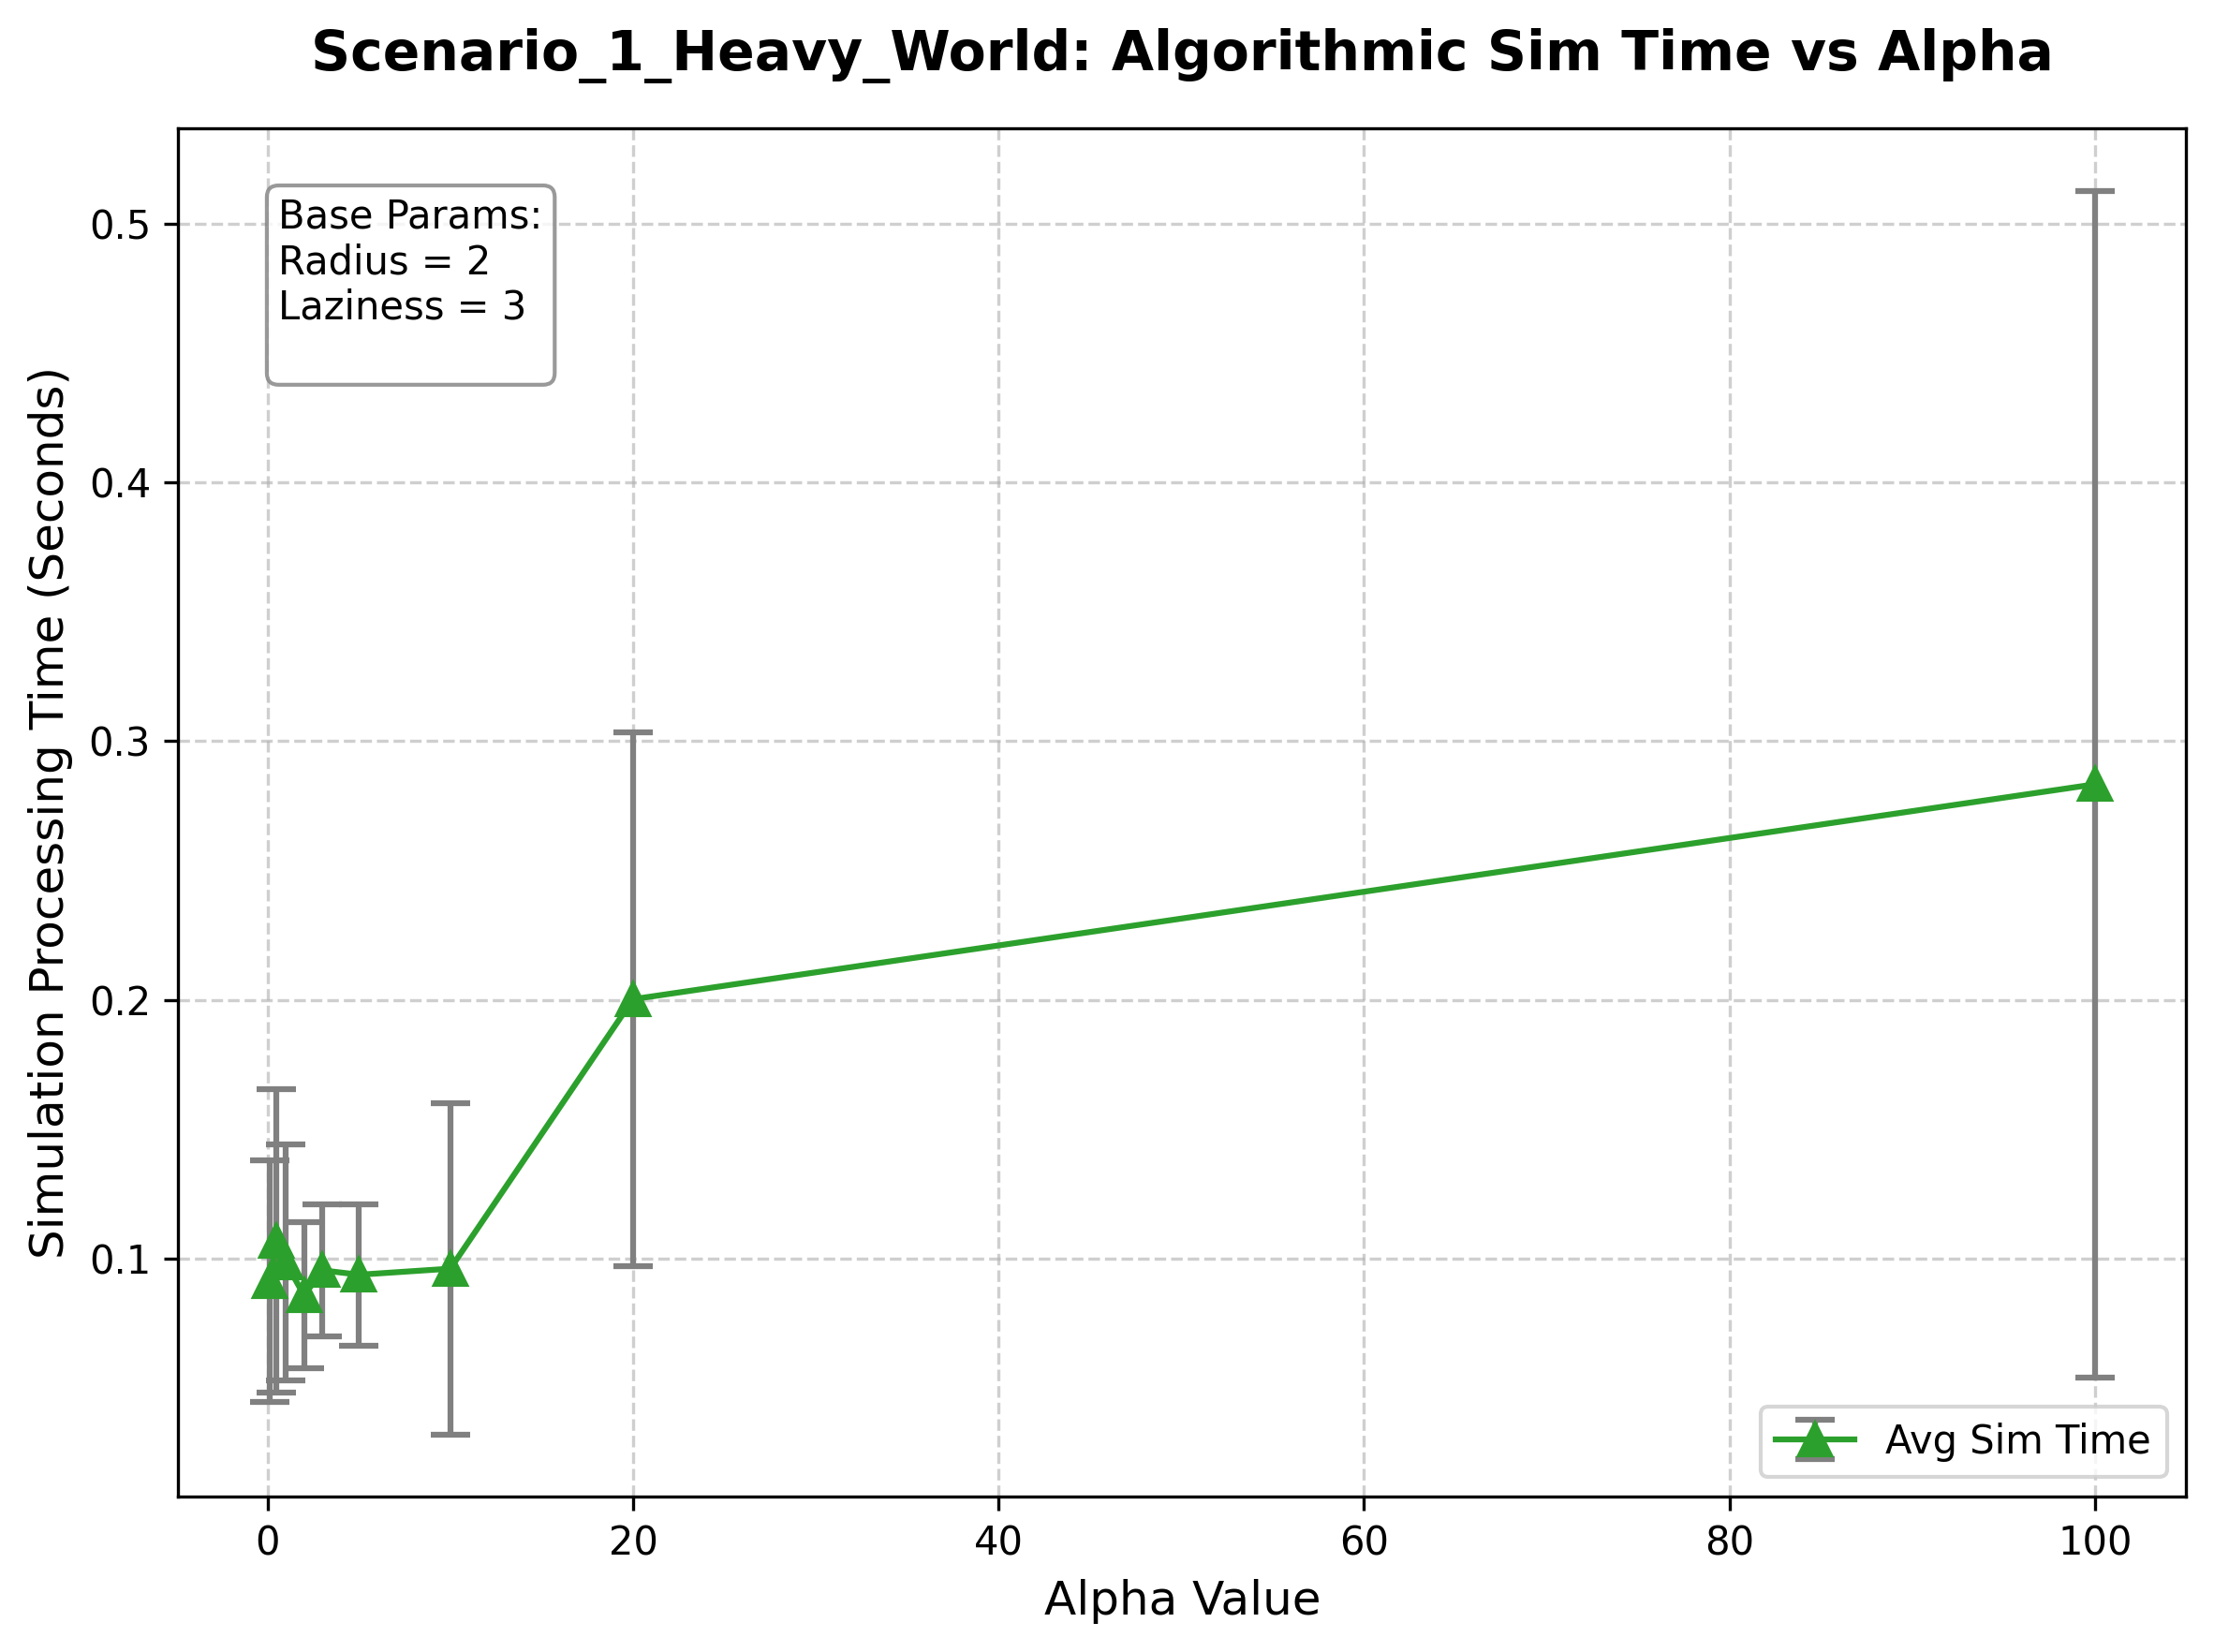 Scenario_1_Heavy_World: Algorithmic Sim Time vs Alpha
Base Params:
Radius = 2
Laziness = 3
Simulation Processing Time (Seconds)
0.5
0.4
0.3
0.2
0.1
Avg Sim Time
0 20 40 60 80 100
Alpha Value